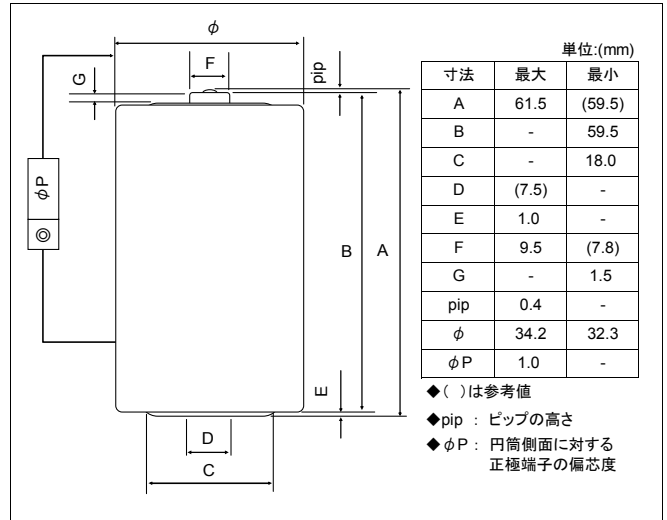 φ
F
pip
G
φP
◎
B
A
E
D
C
単位:(mm)
寸法 最大 最小
A 61.5 (59.5)
B - 59.5
C - 18.0
D (7.5) -
E 1.0 -
F 9.5 (7.8)
G - 1.5
pip 0.4 -
φ 34.2 32.3
φP 1.0 -
◆( )は参考値
◆pip : ピップの高さ
◆φP : 円筒側面に対する
正極端子の偏芯度